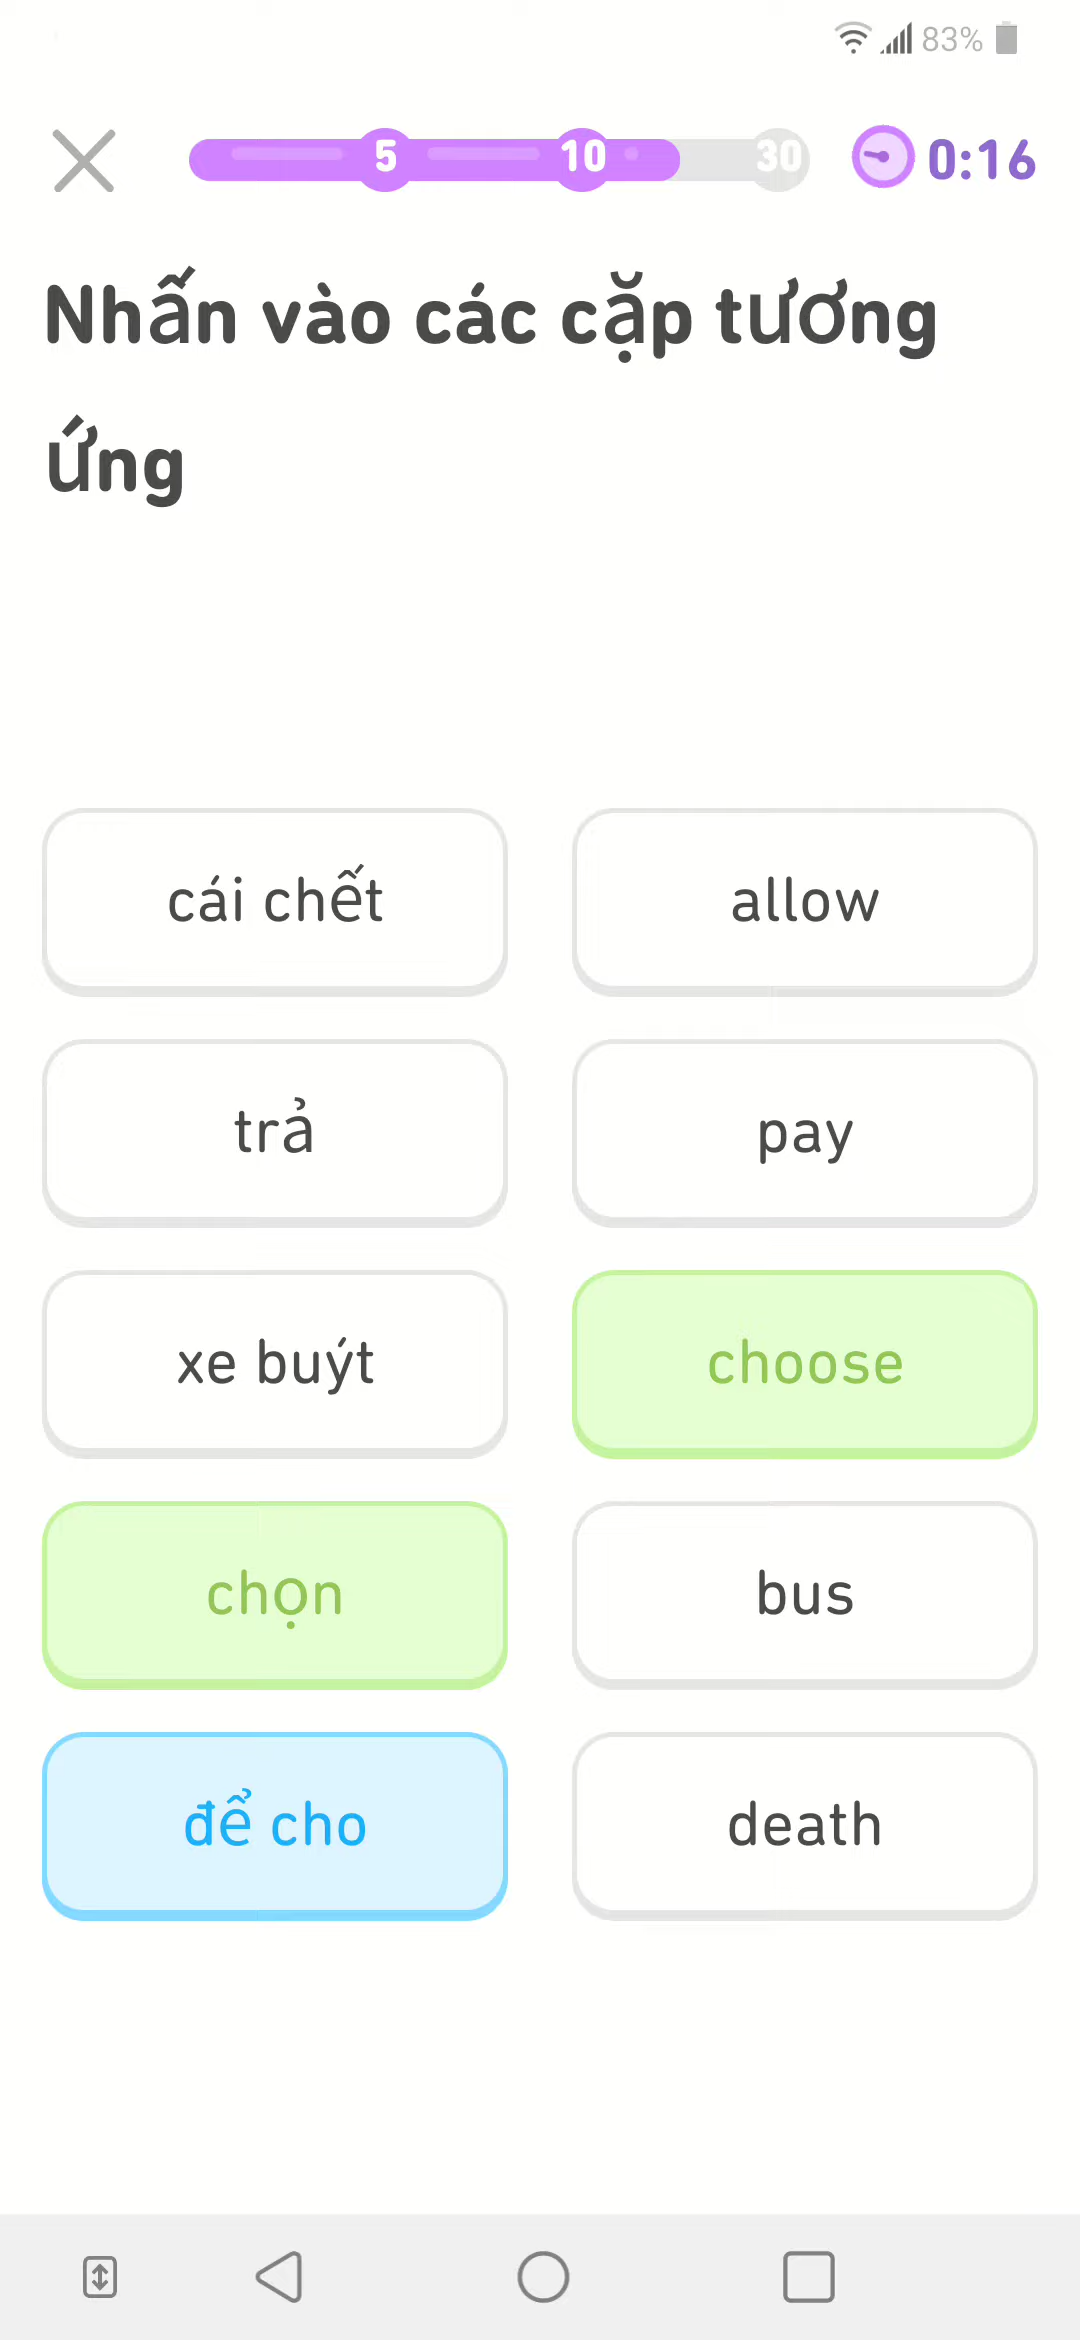 83%
5 10 30 0:16
Nhấn vào các cặp tương
ứng
cái chết allow
trả pay
xe buýt choose
chọn bus
để cho death